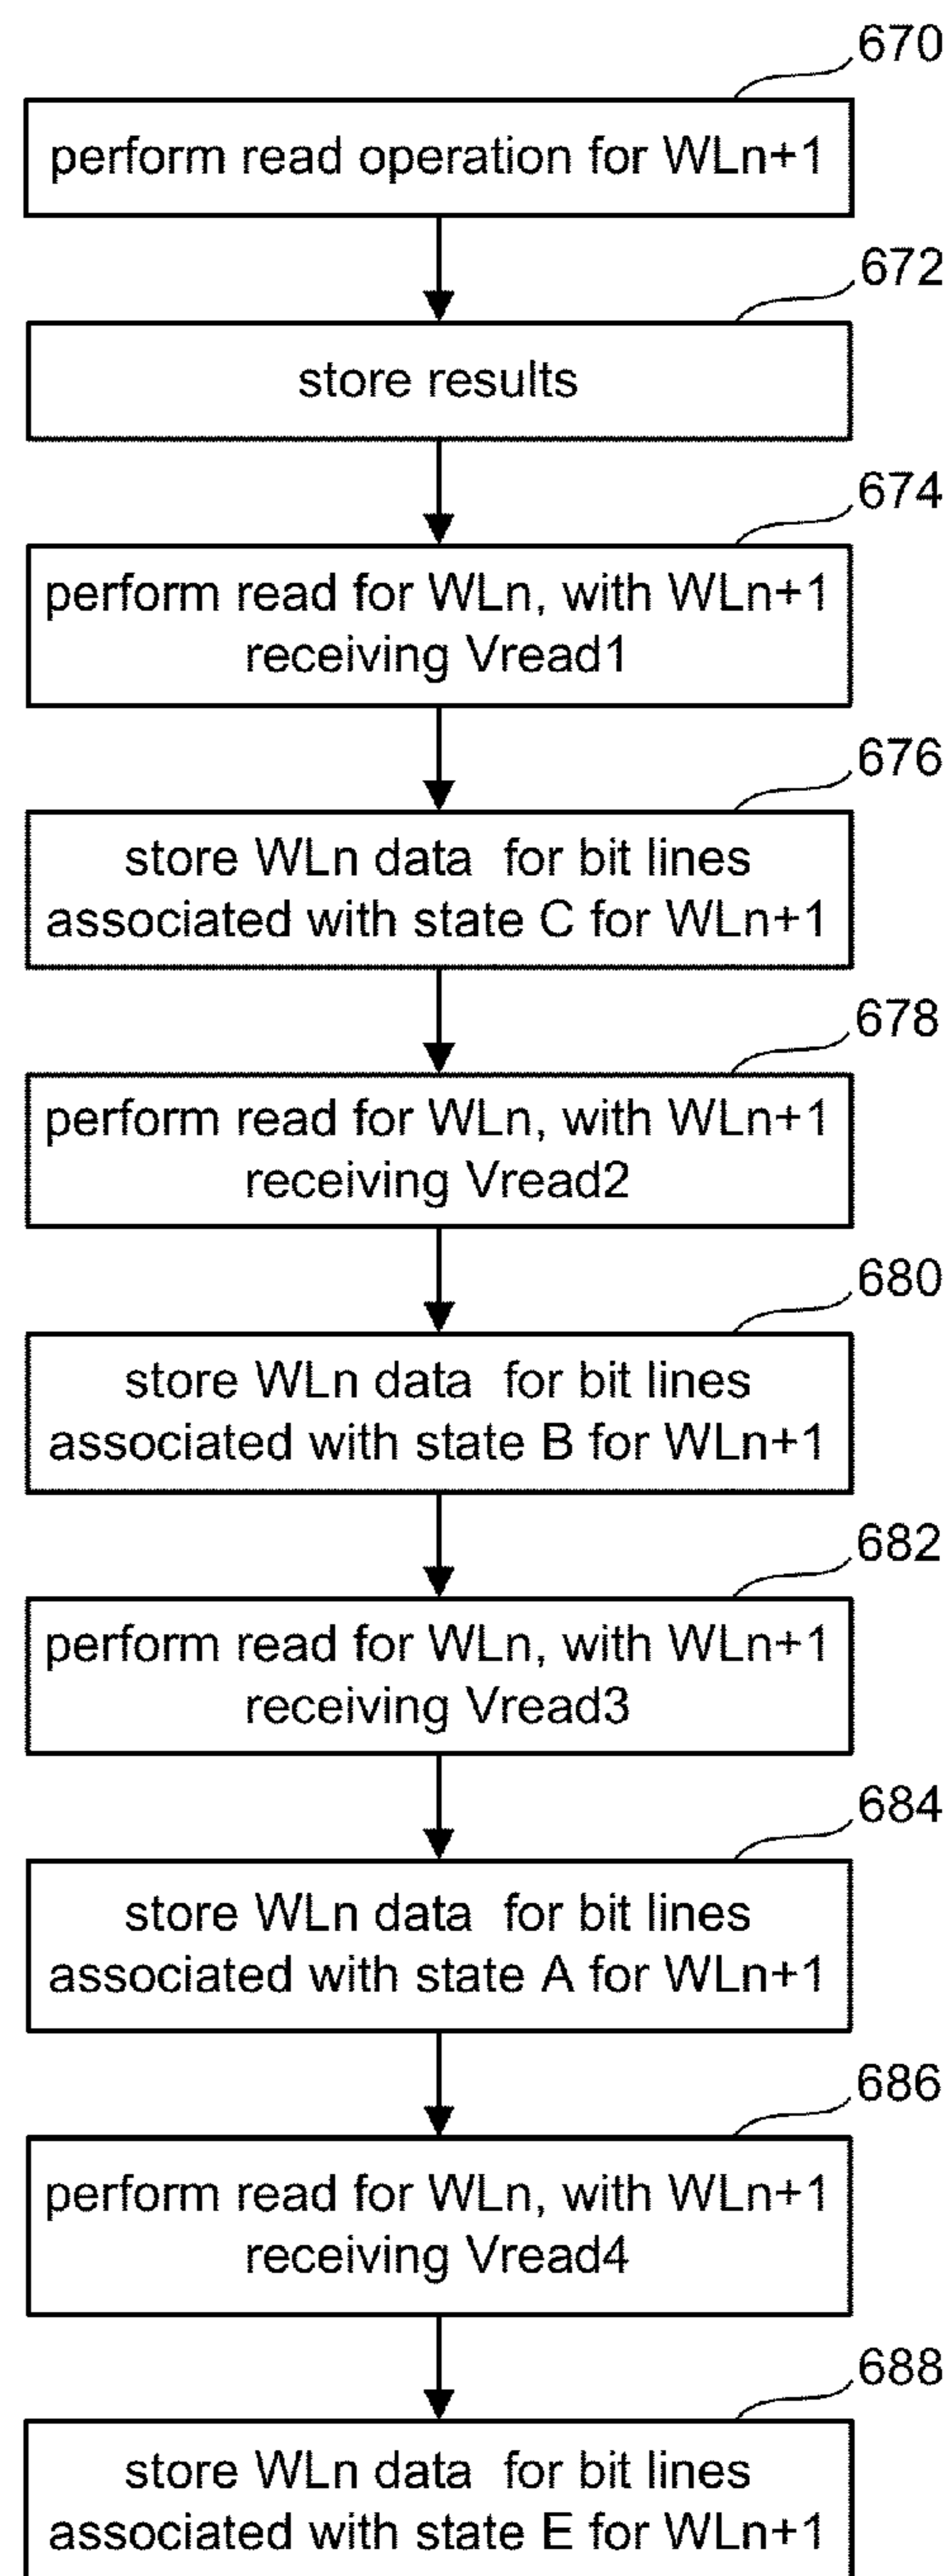 670
perform read operation for WLn+1
672
store results
674
perform read for WLn, with WLn+1
receiving Vread1
676
store WLn data for bit lines
associated with state C for WLn+1
678
perform read for WLn, with WLn+1
receiving Vread2
680
store WLn data for bit lines
associated with state B for WLn+1
682
perform read for WLn, with WLn+1
receiving Vread3
684
store WLn data for bit lines
associated with state A for WLn+1
686
perform read for WLn, with WLn+1
receiving Vread4
688
store WLn data for bit lines
associated with state E for WLn+1